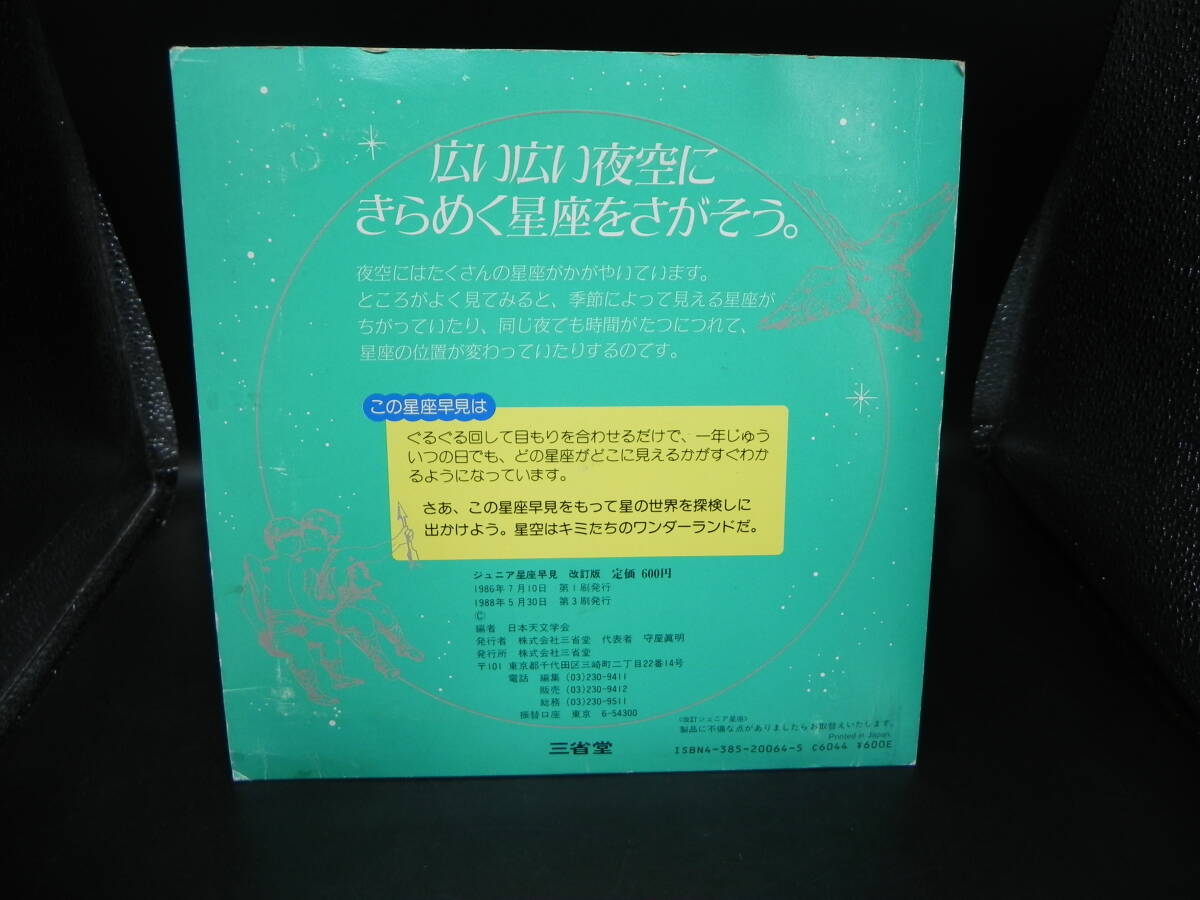 広い広い夜空に
きらめく星座をさがそう。
夜空にはたくさんの星座がかがやいています。
ところがよく見てみると、季節によって見える星座が
ちがっていたり、同じ夜でも時間がたつにつれて、
星座の位置が変わっていたりするのです。
この星座早見は
ぐるぐる回して目もりを合わせるだけで、一年じゅう
いつの日でも、どの星座がどこに見えるかがすぐわか
るようになっています。
さあ、この星座早見をもって星の世界を探検しに
出かけよう。星空はキミたちのワンダーランドだ。
ジュニア星座早見 改訂版 定価 600円
1986年7月10日 第1刷発行
1988年5月30日 第3刷発行
©
編者 日本天文学会
発行者 株式会社三省堂 代表者 守屋眞明
発行所 株式会社三省堂
〒101 東京都千代田区三崎町二丁目22番14号
電話 編集 (03)230-9411
販売 (03)230-9412
総務 (03)230-9511
振替口座 東京 6-54300
三省堂
〈改訂ジュニア星座〉
製品に不備な点がありましたらお取替えいたします。
Printed in Japan.
ISBN4-385-20064-5 C6044 ¥600E